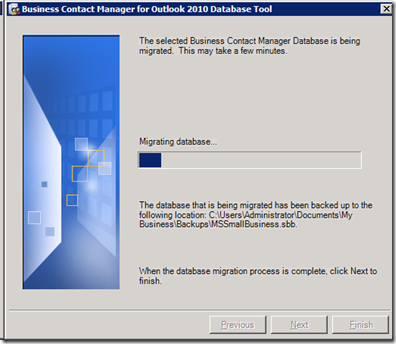 Business Contact Manager for Outlook 2010 Database Tool
The selected Business Contact Manager Database is being
migrated. This may take a few minutes.
Migrating database...
The database that is being migrated has been backed up to the
following location: C:\Users\Administrator\Documents\My
Business\Backups\MSSmallBusiness.sbb.
When the database migration process is complete, click Next to
finish.
Previous
Next
Finish